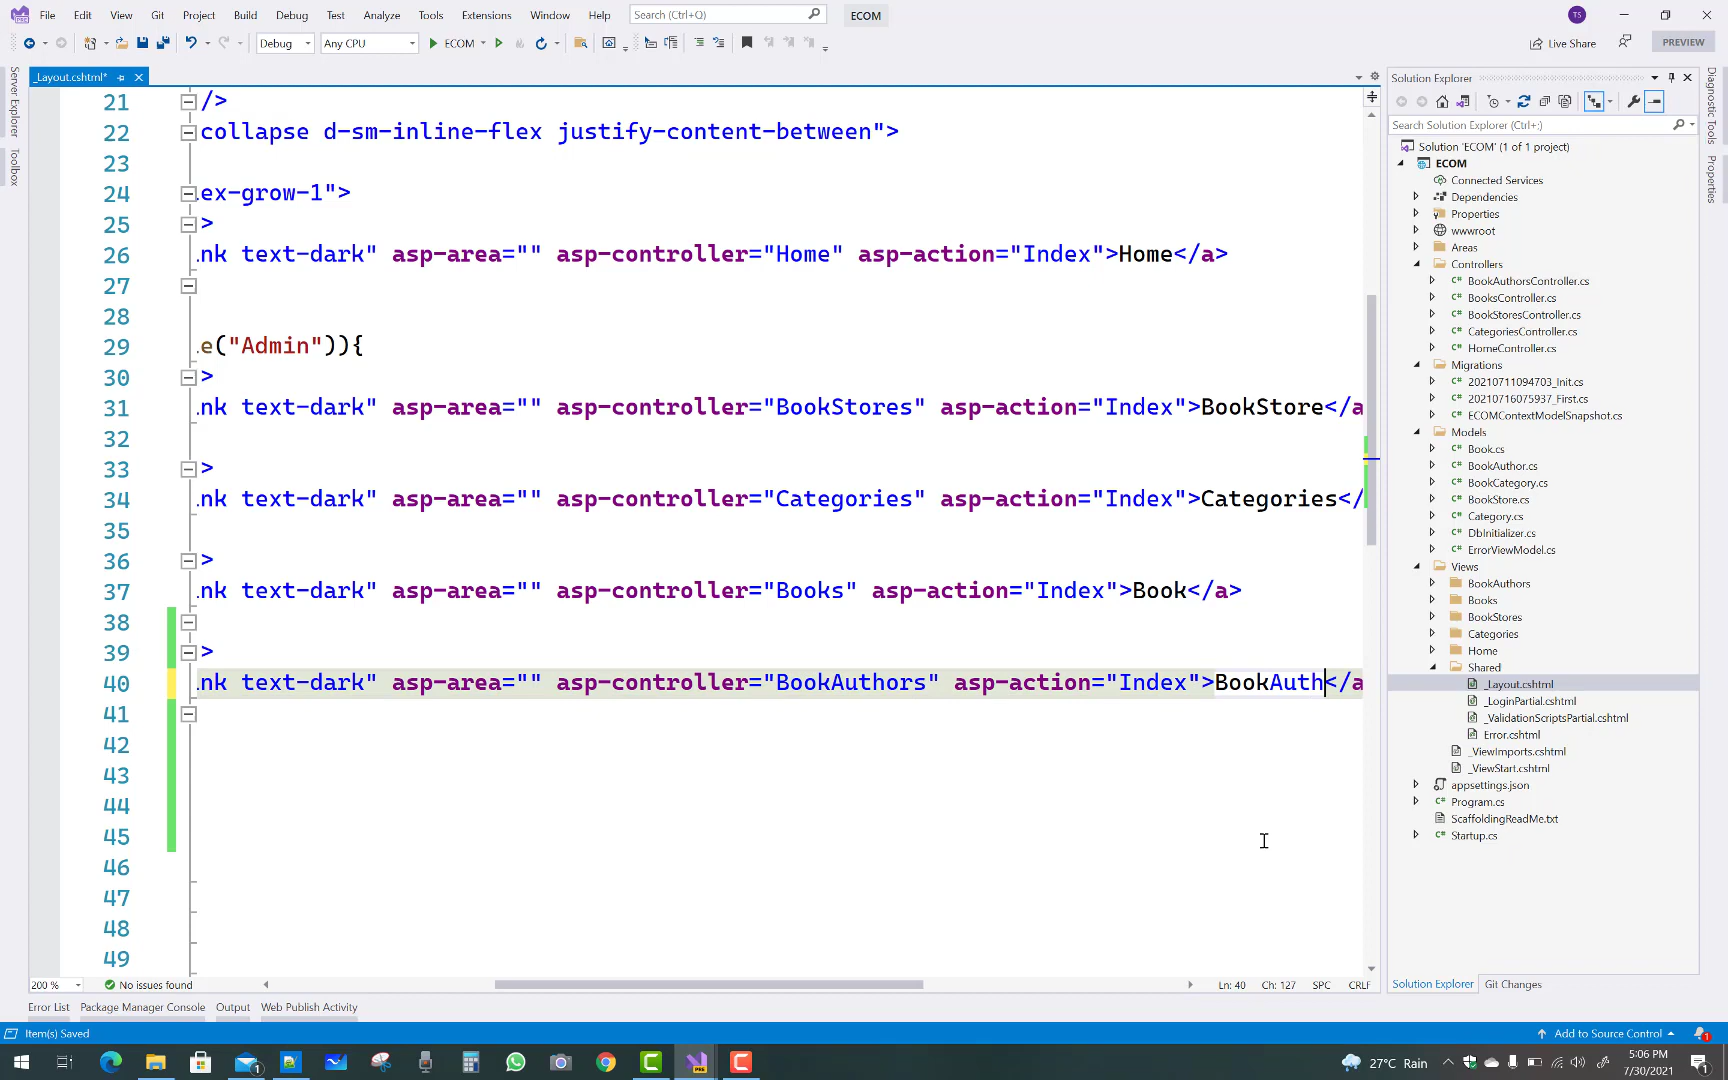 File Edit View Git Project Build Debug Test Analyze Tools Extensions Window Help Search (Ctrl+Q) ECOM TS
Debug Any CPU ECOM Live Share PREVIEW
_Layout.cshtml*
Server Explorer
Toolbox
21 />
22 collapse d-sm-inline-flex justify-content-between">
23
24 ex-grow-1">
25 >
26 nk text-dark" asp-area="" asp-controller="Home" asp-action="Index">Home</a>
27
28
29 e("Admin")){
30 >
31 nk text-dark" asp-area="" asp-controller="BookStores" asp-action="Index">BookStore</a
32
33 >
34 nk text-dark" asp-area="" asp-controller="Categories" asp-action="Index">Categories</
35
36 >
37 nk text-dark" asp-area="" asp-controller="Books" asp-action="Index">Book</a>
38
39 >
40 nk text-dark" asp-area="" asp-controller="BookAuthors" asp-action="Index">BookAuth</a
41
42
43
44
45
46
47
48
49
200 % No issues found Ln: 40 Ch: 127 SPC CRLF
Error List Package Manager Console Output Web Publish Activity
Item(s) Saved Add to Source Control 1
Solution Explorer
Search Solution Explorer (Ctrl+;)
Solution 'ECOM' (1 of 1 project)
ECOM
Connected Services
Dependencies
Properties
wwwroot
Areas
Controllers
C# BookAuthorsController.cs
C# BooksController.cs
C# BookStoresController.cs
C# CategoriesController.cs
C# HomeController.cs
Migrations
C# 20210711094703_Init.cs
C# 20210716075937_First.cs
C# ECOMContextModelSnapshot.cs
Models
C# Book.cs
C# BookAuthor.cs
C# BookCategory.cs
C# BookStore.cs
C# Category.cs
C# DbInitializer.cs
C# ErrorViewModel.cs
Views
BookAuthors
Books
BookStores
Categories
Home
Shared
_Layout.cshtml
_LoginPartial.cshtml
_ValidationScriptsPartial.cshtml
Error.cshtml
_ViewImports.cshtml
_ViewStart.cshtml
appsettings.json
C# Program.cs
ScaffoldingReadMe.txt
C# Startup.cs
Solution Explorer Git Changes
Diagnostic Tools
Properties
1 PRE 27°C Rain 5:06 PM
7/30/2021 1